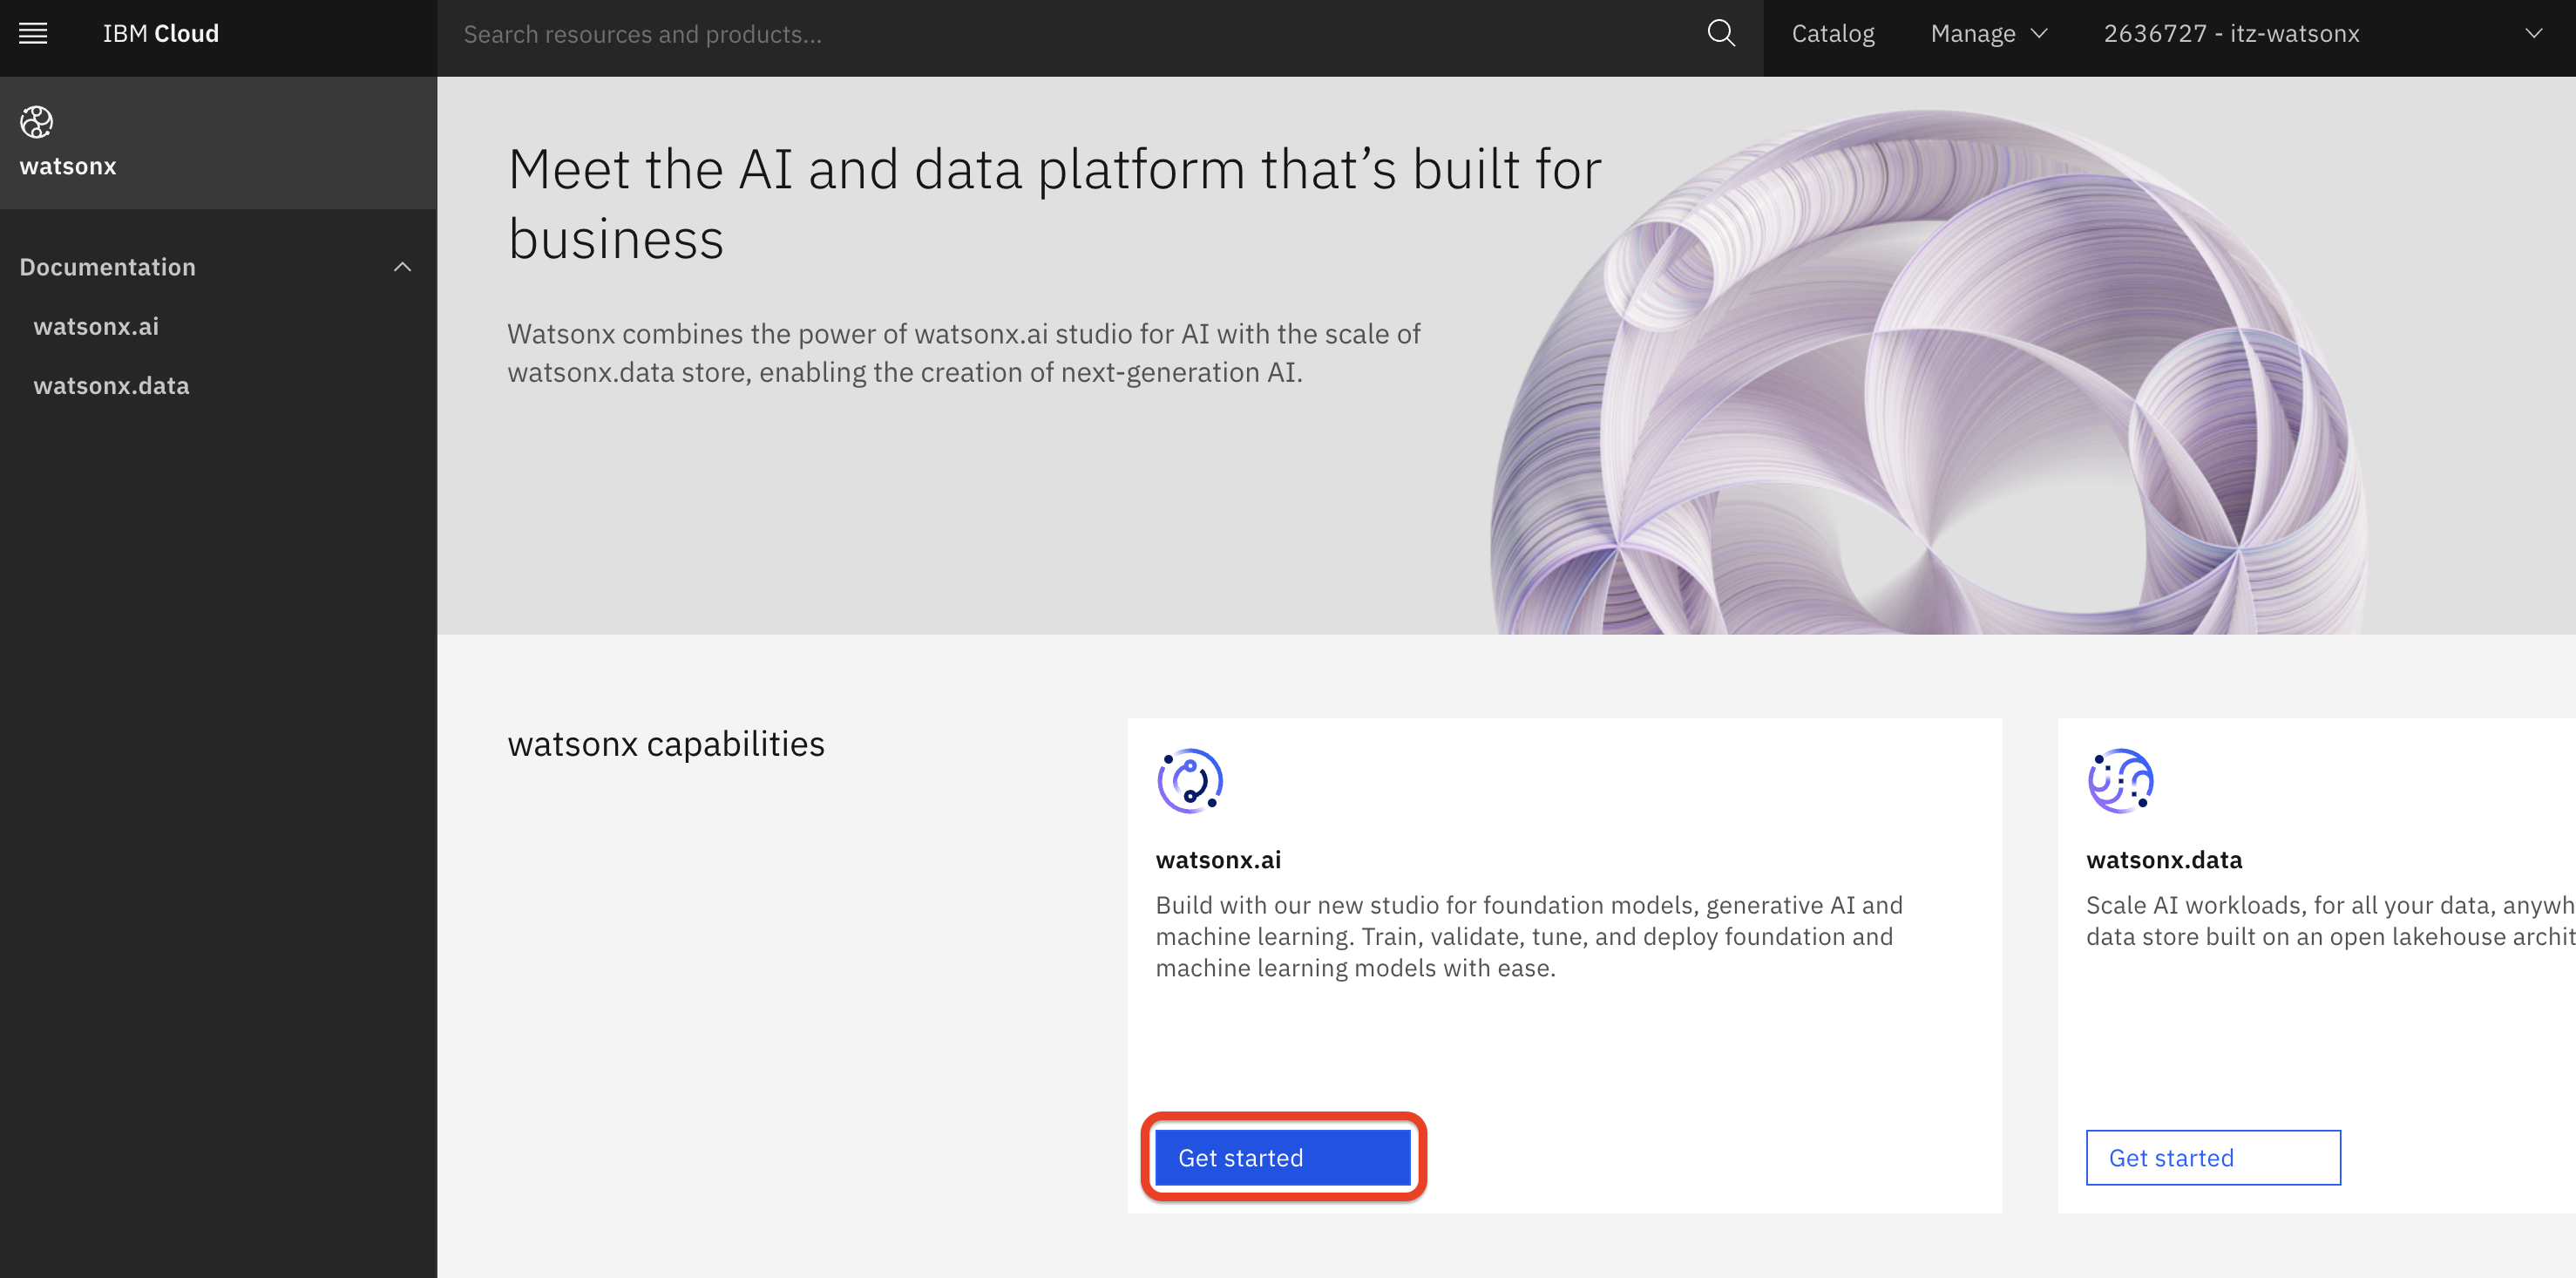 IBM Cloud
Search resources and products...
Catalog
Manage
2636727 - itz-watsonx
watsonx
Documentation
watsonx.ai
watsonx.data
Meet the AI and data platform that’s built for
business
Watsonx combines the power of watsonx.ai studio for AI with the scale of
watsonx.data store, enabling the creation of next-generation AI.
watsonx capabilities
watsonx.ai
Build with our new studio for foundation models, generative AI and
machine learning. Train, validate, tune, and deploy foundation and
machine learning models with ease.
Get started
watsonx.data
Scale AI workloads, for all your data, anywh
data store built on an open lakehouse archit
Get started